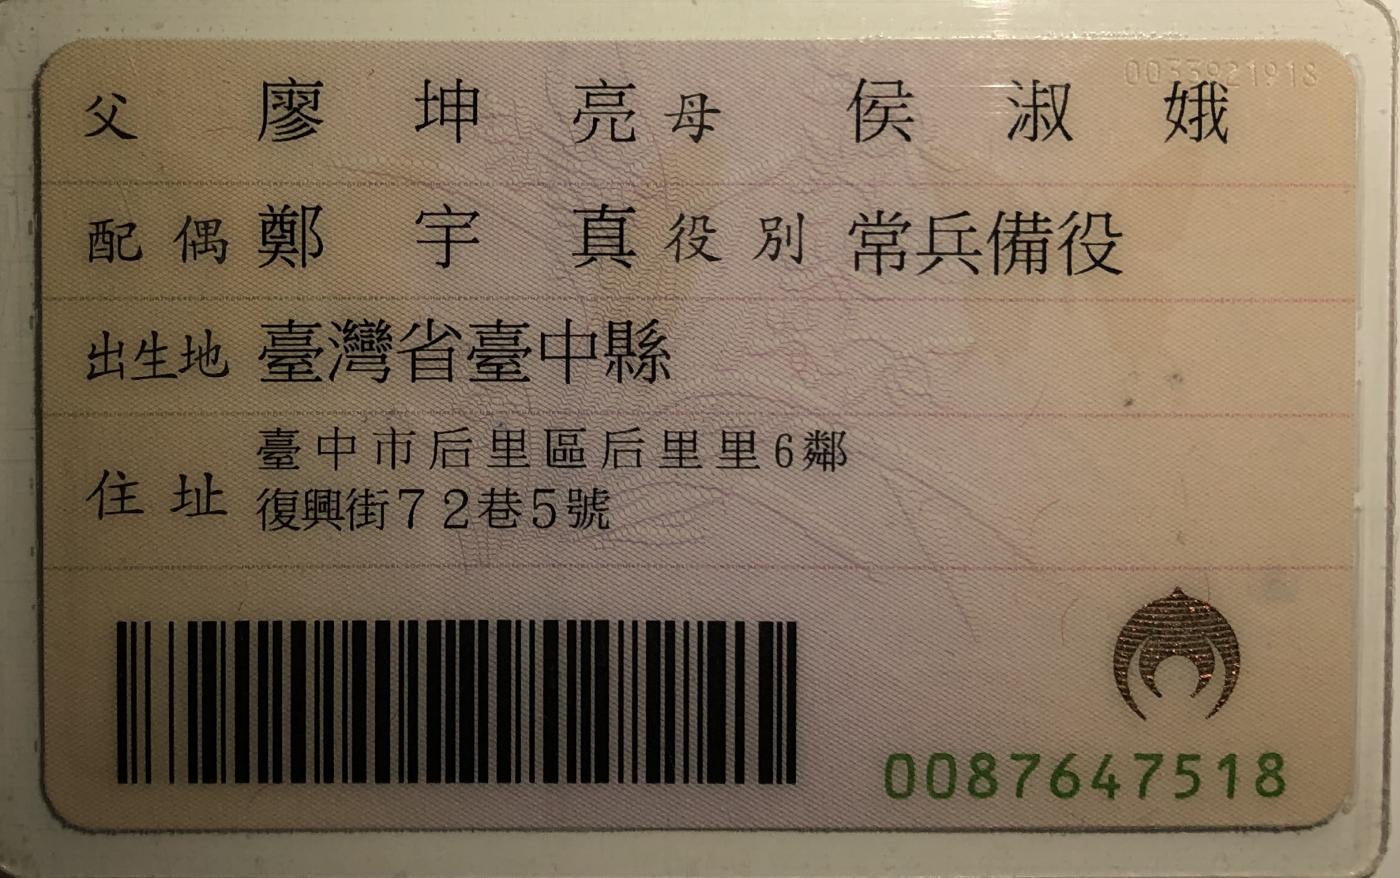 父 廖坤亮 母 侯淑娥
配偶 鄭宇真 役別 常兵備役
出生地 臺灣省臺中縣
住址 臺中市后里區后里里6鄰
復興街72巷5號
0087647518